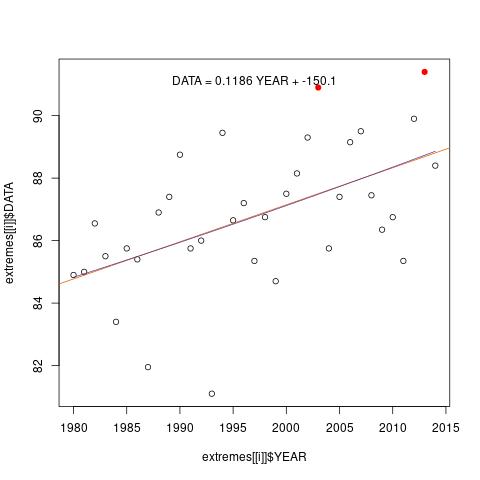 DATA = 0.1186 YEAR + -150.1
90
88
86
84
82
extremes[[i]]$DATA
1980 1985 1990 1995 2000 2005 2010 2015
extremes[[i]]$YEAR